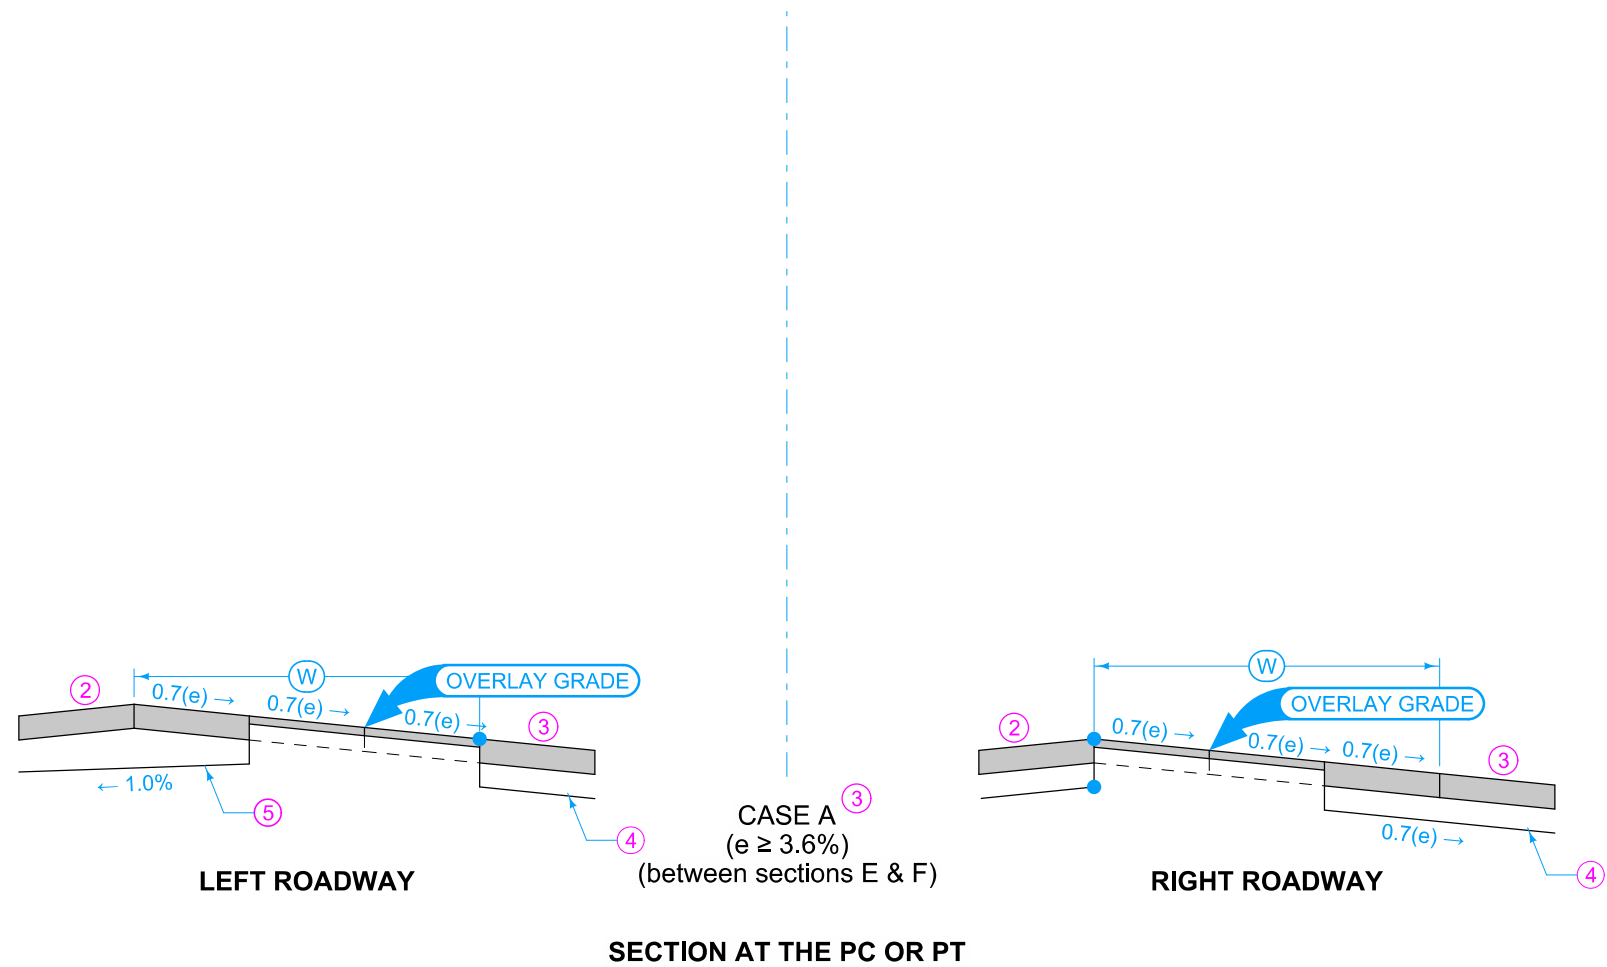 W
OVERLAY GRADE
2
0.7(e) →
0.7(e) →
0.7(e) →
3
← 1.0%
5
4
LEFT ROADWAY
CASE A 3
(e ≥ 3.6%)
(between sections E & F)
W
OVERLAY GRADE
2
0.7(e) →
0.7(e) →
0.7(e) →
3
0.7(e) →
4
RIGHT ROADWAY
SECTION AT THE PC OR PT